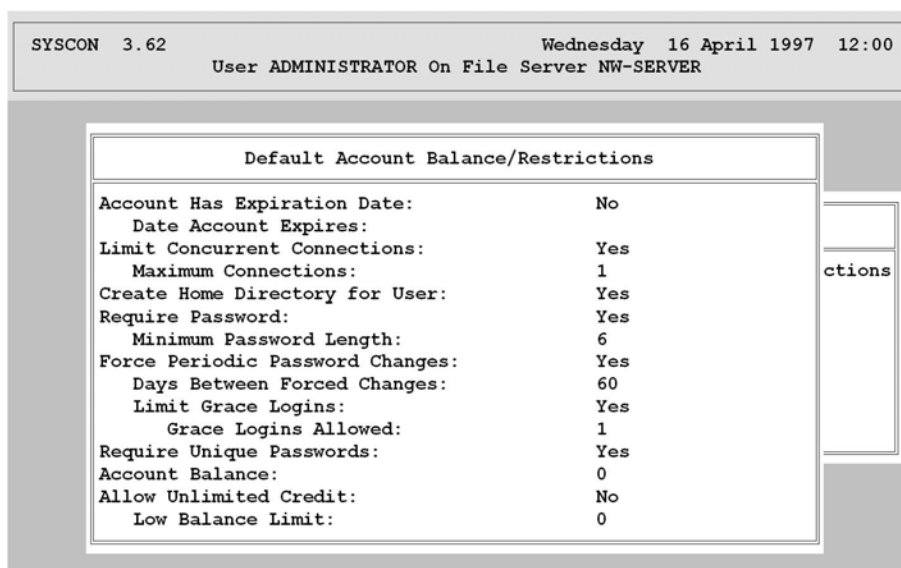 SYSCON 3.62 Wednesday 16 April 1997 12:00
User ADMINISTRATOR On File Server NW-SERVER
Default Account Balance/Restrictions
Account Has Expiration Date: No
Date Account Expires:
Limit Concurrent Connections: Yes
Maximum Connections: 1
ctions
Create Home Directory for User: Yes
Require Password: Yes
Minimum Password Length: 6
Force Periodic Password Changes: Yes
Days Between Forced Changes: 60
Limit Grace Logins: Yes
Grace Logins Allowed: 1
Require Unique Passwords: Yes
Account Balance: 0
Allow Unlimited Credit: No
Low Balance Limit: 0